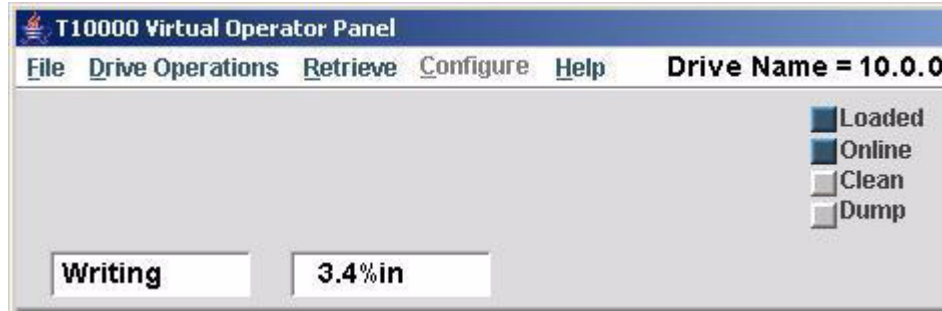 T10000 Virtual Operator Panel
File Drive Operations Retrieve Configure Help Drive Name = 10.0.0
Loaded
Online
Clean
Dump
Writing 3.4%in